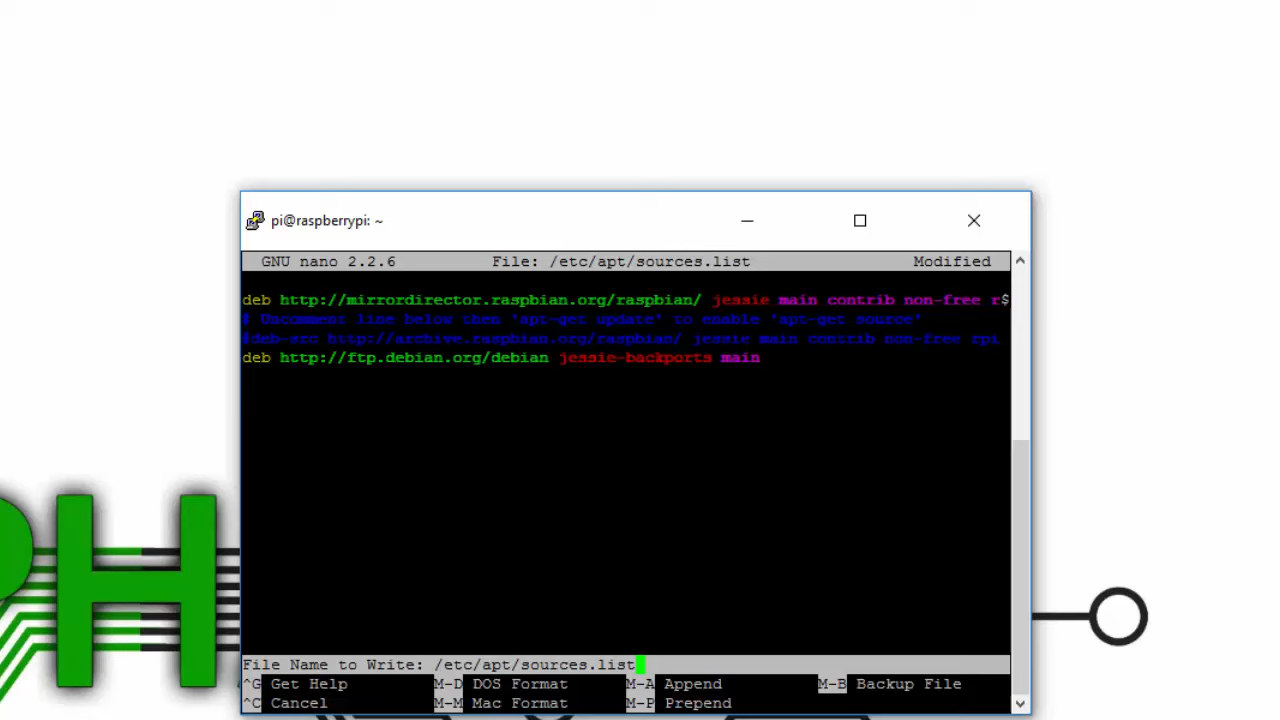 pi@raspberrypi: ~
GNU nano 2.2.6 File: /etc/apt/sources.list Modified
deb http://mirrordirector.raspbian.org/raspbian/ jessie main contrib non-free r$
# Uncomment line below then 'apt-get update' to enable 'apt-get source'
#deb-src http://archive.raspbian.org/raspbian/ jessie main contrib non-free rpi
deb http://ftp.debian.org/debian jessie-backports main
PH
File Name to Write: /etc/apt/sources.list
^G Get Help M-D DOS Format M-A Append M-B Backup File
^C Cancel M-M Mac Format M-P Prepend